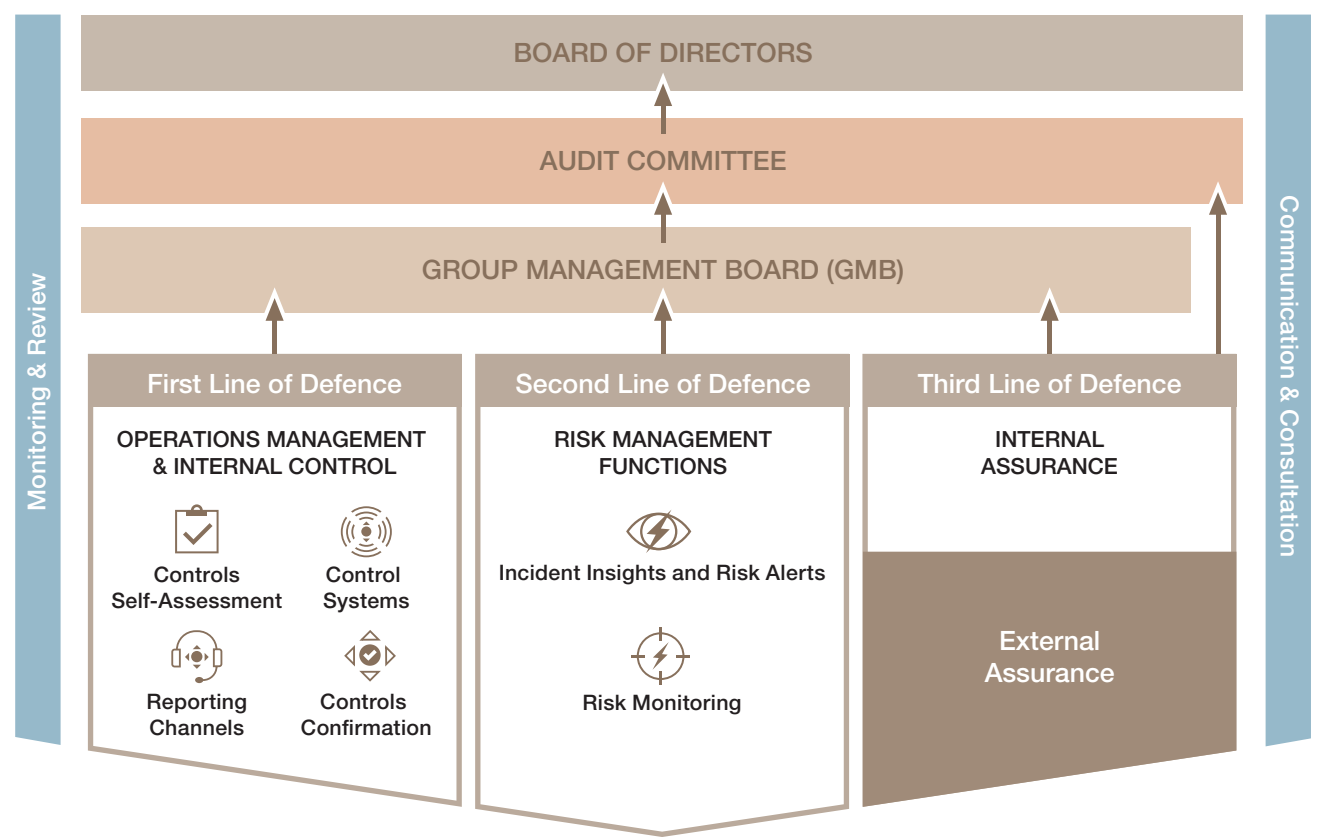 BOARD OF DIRECTORS
AUDIT COMMITTEE
GROUP MANAGEMENT BOARD (GMB)
Monitoring & Review
Communication & Consultation
First Line of Defence
OPERATIONS MANAGEMENT
& INTERNAL CONTROL
Controls
Self-Assessment
Control
Systems
Reporting
Channels
Controls
Confirmation
Second Line of Defence
RISK MANAGEMENT
FUNCTIONS
Incident Insights and Risk Alerts
Risk Monitoring
Third Line of Defence
INTERNAL
ASSURANCE
External
Assurance